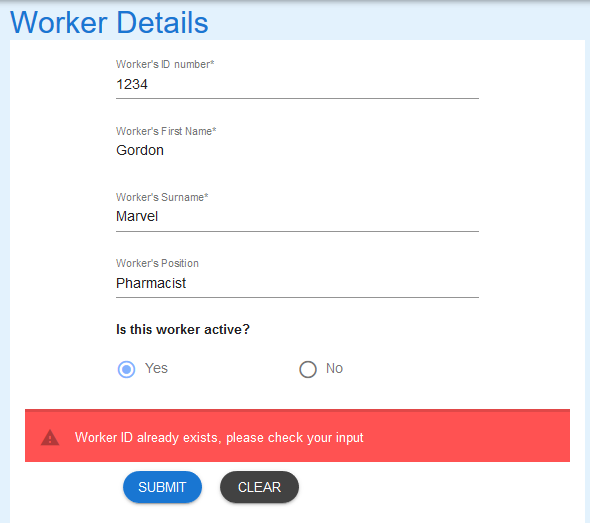 Worker Details
Worker's ID number*
1234
Worker's First Name*
Gordon
Worker's Surname*
Marvel
Worker's Position
Pharmacist
Is this worker active?
Yes No
Worker ID already exists, please check your input
SUBMIT CLEAR